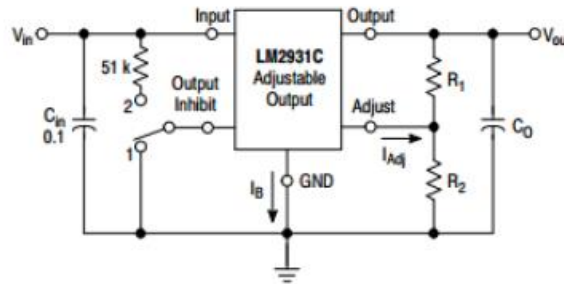 Input
Output
Vin
Vou
LM2931C
Adjustable
Output
51 k
R1
Output
Inhibit
Adjust
2
Cin
0.1
1
IAdj
CO
IB
GND
R2